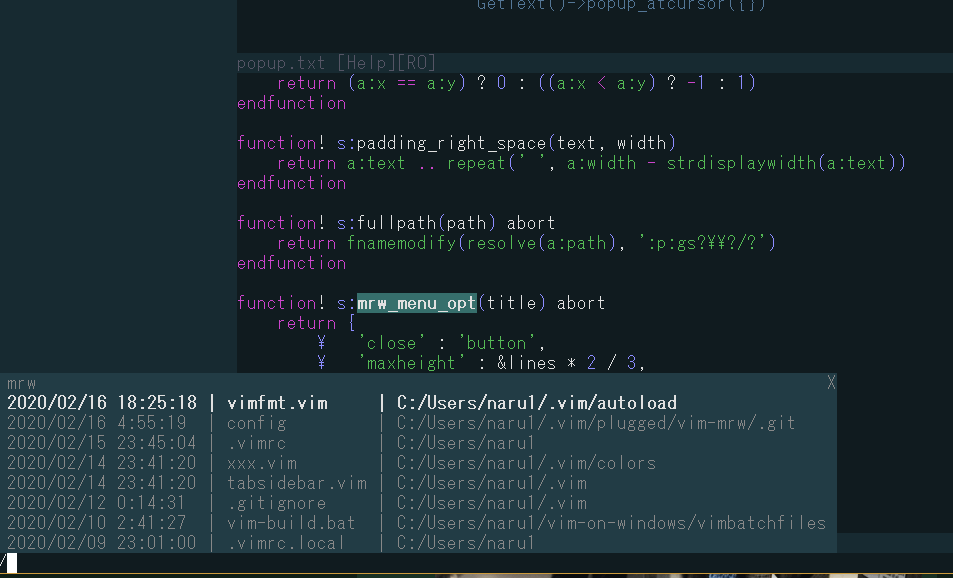 GetText()->popup_atcursor({})
popup.txt [Help][RO]
return (a:x == a:y) ? 0 : ((a:x < a:y) ? -1 : 1)
endfunction
function! s:padding_right_space(text, width)
return a:text .. repeat(' ', a:width - strdisplaywidth(a:text))
endfunction
function! s:fullpath(path) abort
return fnamemodify(resolve(a:path), ':p:gs?¥¥?/?')
endfunction
function! s:mrw_menu_opt(title) abort
return {
¥ 'close' : 'button',
¥ 'maxheight' : &lines * 2 / 3,
mrw X
2020/02/16 18:25:18 | vimfmt.vim | C:/Users/naru1/.vim/autoload
2020/02/16 4:55:19 | config | C:/Users/naru1/.vim/plugged/vim-mrw/.git
2020/02/15 23:45:04 | .vimrc | C:/Users/naru1
2020/02/14 23:41:20 | xxx.vim | C:/Users/naru1/.vim/colors
2020/02/14 23:41:20 | tabsidebar.vim | C:/Users/naru1/.vim
2020/02/12 0:14:31 | .gitignore | C:/Users/naru1/.vim
2020/02/10 2:41:27 | vim-build.bat | C:/Users/naru1/vim-on-windows/vimbatchfiles
2020/02/09 23:01:00 | .vimrc.local | C:/Users/naru1
/